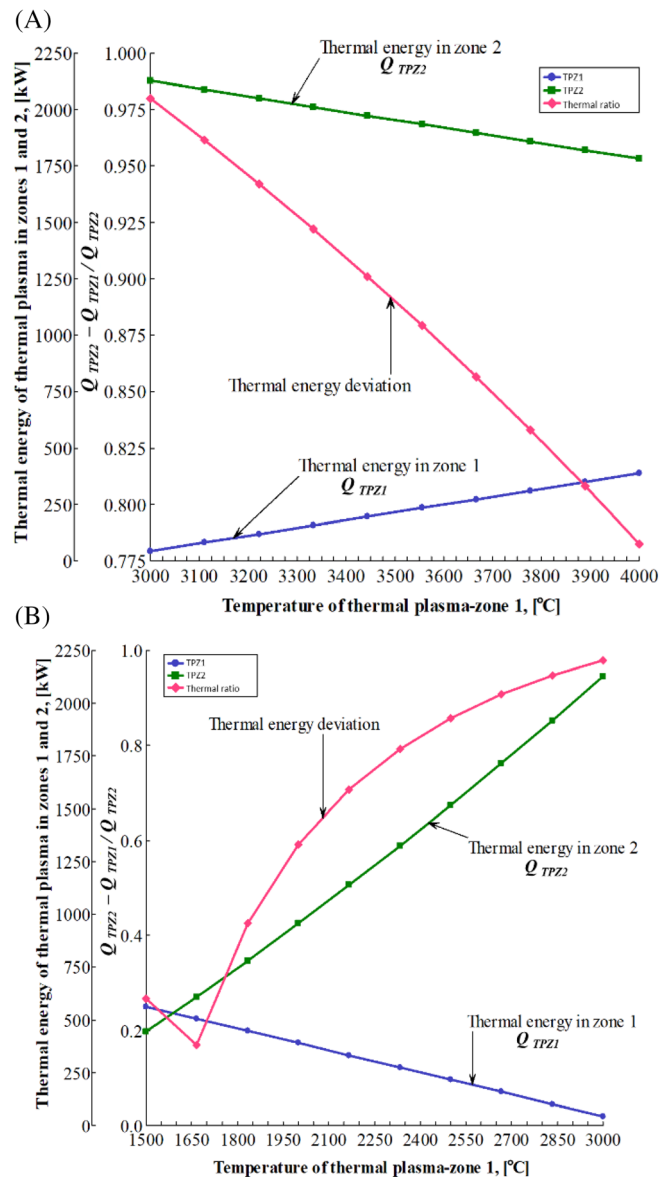 (A)
Thermal energy of thermal plasma in zones 1 and 2, [kW]
2250
2000
1750
1500
1250
1000
750
500
250
0
Q TPZ2 − Q TPZ1 / Q TPZ2
1.000
0.975
0.950
0.925
0.900
0.875
0.850
0.825
0.800
0.775
Thermal energy in zone 2
Q TPZ2
TPZ1
TPZ2
Thermal ratio
Thermal energy deviation
Thermal energy in zone 1
Q TPZ1
3000 3100 3200 3300 3400 3500 3600 3700 3800 3900 4000
Temperature of thermal plasma-zone 1, [°C]
(B)
Thermal energy of thermal plasma in zones 1 and 2, [kW]
2250
2000
1750
1500
1250
1000
750
500
250
0
Q TPZ2 − Q TPZ1 / Q TPZ2
1.0
0.8
0.6
0.4
0.2
0.0
TPZ1
TPZ2
Thermal ratio
Thermal energy deviation
Thermal energy in zone 2
Q TPZ2
Thermal energy in zone 1
Q TPZ1
1500 1650 1800 1950 2100 2250 2400 2550 2700 2850 3000
Temperature of thermal plasma-zone 1, [°C]